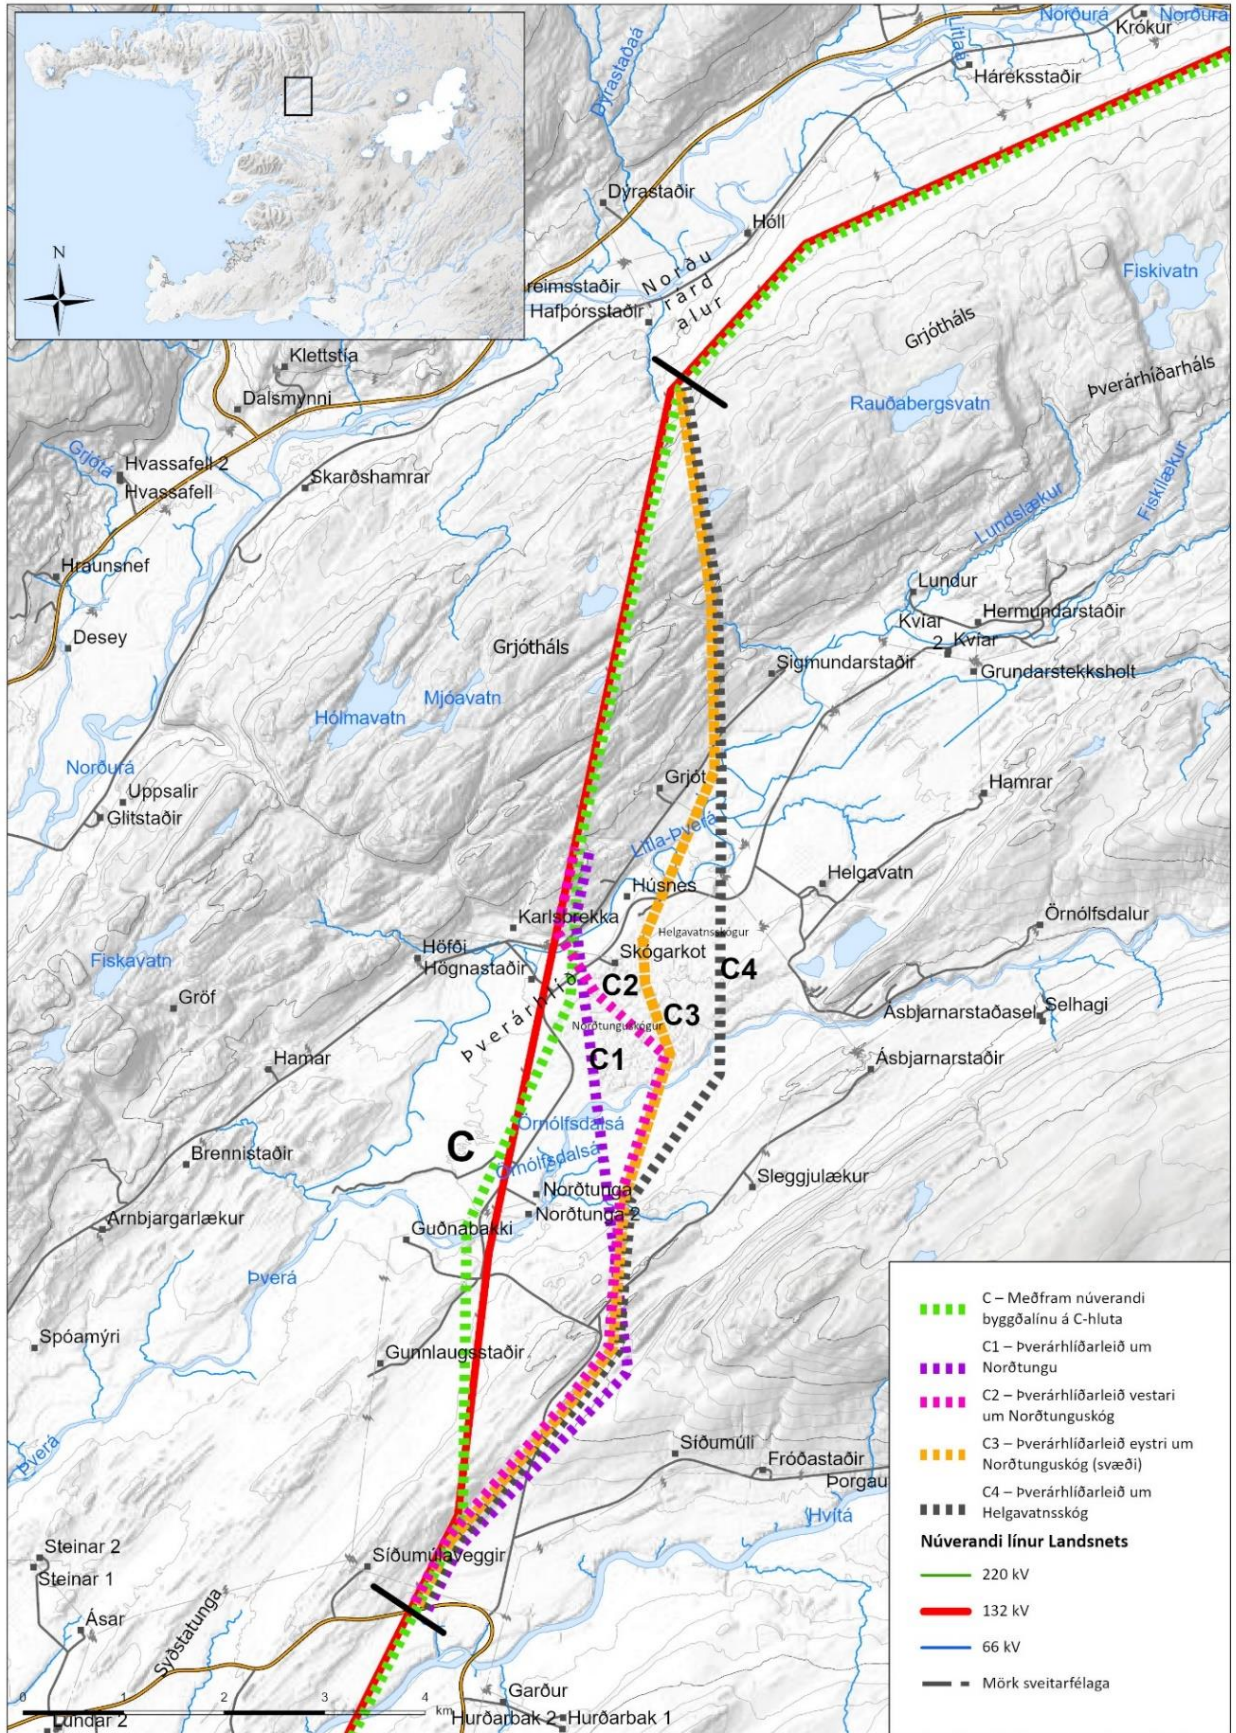 N
Dýrastaðaá
Litlaá
Norðurá
Norðurá
Krókur
Háreksstaðir
Dýrastaðir
Hóll
Norðu
rárd
alur
reimsstaðir
Hafþórsstaðir
Fiskivatn
Grjótháls
Þverárhíðarháls
Rauðabergsvatn
Klettstía
Dalsmynni
Grjótá
Hvassafell 2
Hvassafell
Skarðshamrar
Lundslækur
Fiskilækur
Hraunsnef
Desey
Lundur
Hermundarstaðir
Kvíar
2
Kvíar
Grundarstekksholt
Grjótháls
Sigmundarstaðir
Mjóavatn
Hólmavatn
Norðurá
Uppsalir
Glitstaðir
Grjót
Hamrar
Litla-Þverá
Helgavatn
Húsnes
Karlsbrekka
Helgavatnsskógur
Örnólfsdalur
Höfði
Högnastaðir
Skógarkot
Fiskavatn
Gröf
Þverárhlíð
C2
C4
C3
Norðtunguskógur
Selhagi
Ásbjarnarstaðasel
C1
Hamar
Ásbjarnarstaðir
Örnólfsdalsá
C
Örnólfsdalsá
Brennistaðir
Sleggjulækur
Norðtunga
Norðtunga 2
Arnbjargarlækur
Guðnabakki
Þverá
Spóamýri
Gunnlaugsstaðir
Þverá
Síðumúli
Fróðastaðir
Þorgau
Hvítá
Steinar 2
Steinar 1
Síðumúlaveggir
Ásar
Syðstatunga
Garður
Hurðarbak 2
Hurðarbak 1
Lundar 2
0 1 2 3 4
km
C – Meðfram núverandi
byggðalínu á C-hluta
C1 – Þverárhlíðarleið um
Norðtungu
C2 – Þverárhlíðarleið vestari
um Norðtunguskóg
C3 – Þverárhlíðarleið eystri um
Norðtunguskóg (svæði)
C4 – Þverárhlíðarleið um
Helgavatnsskóg
Núverandi línur Landsnets
220 kV
132 kV
66 kV
Mörk sveitarfélaga